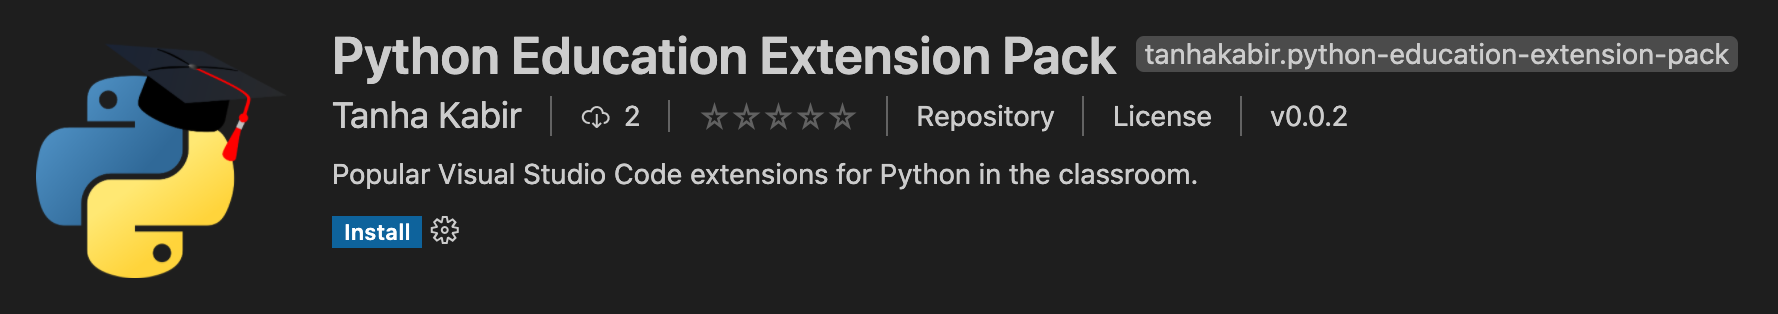 Python Education Extension Pack tanhakabir.python-education-extension-pack
Tanha Kabir 2 Repository License v0.0.2
Popular Visual Studio Code extensions for Python in the classroom.
Install